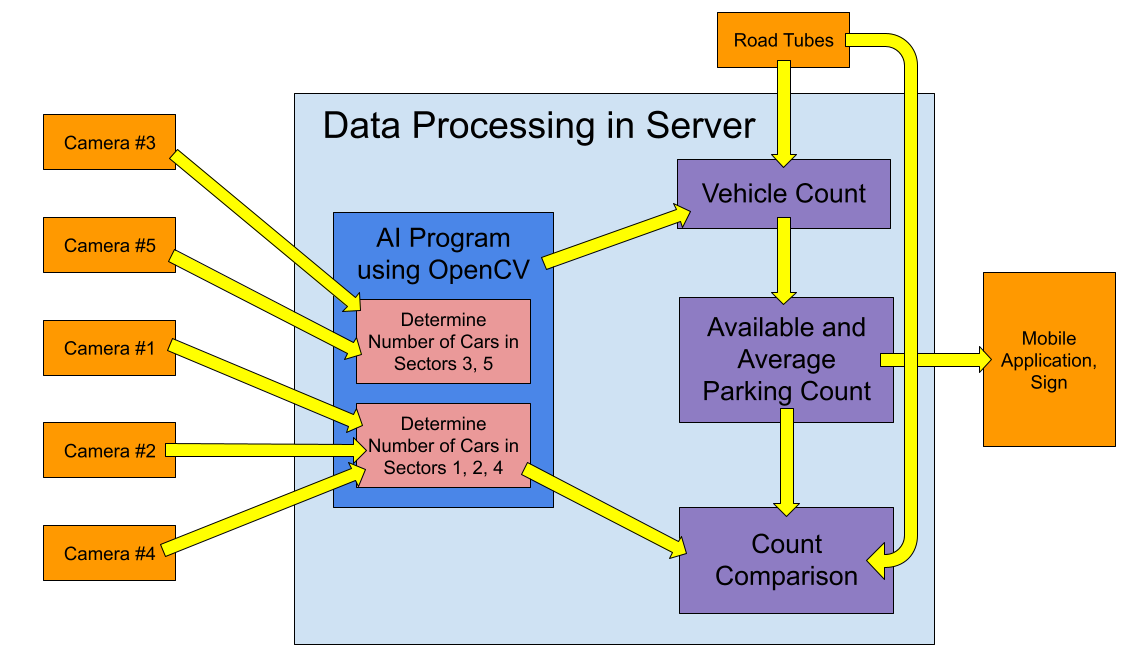 Road Tubes
Data Processing in Server
Camera #3
Camera #5
Camera #1
Camera #2
Camera #4
AI Program
using OpenCV
Determine
Number of Cars in
Sectors 3, 5
Determine
Number of Cars in
Sectors 1, 2, 4
Vehicle Count
Available and
Average
Parking Count
Count
Comparison
Mobile
Application,
Sign